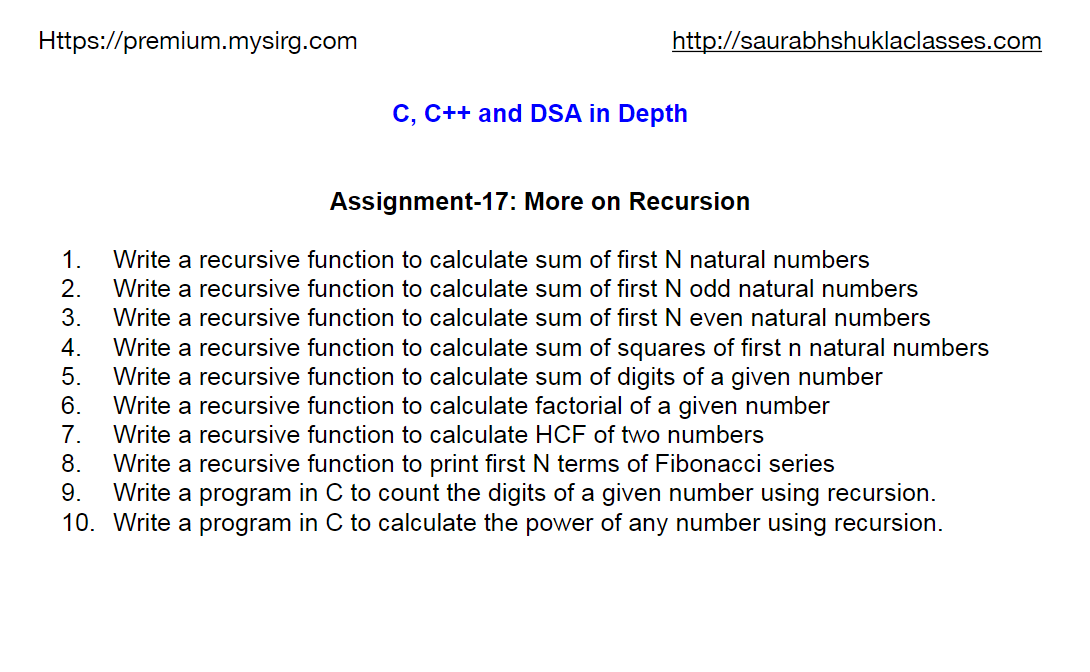 Https://premium.mysirg.com http://saurabhshuklaclasses.com
C, C++ and DSA in Depth
Assignment-17: More on Recursion
1. Write a recursive function to calculate sum of first N natural numbers
2. Write a recursive function to calculate sum of first N odd natural numbers
3. Write a recursive function to calculate sum of first N even natural numbers
4. Write a recursive function to calculate sum of squares of first n natural numbers
5. Write a recursive function to calculate sum of digits of a given number
6. Write a recursive function to calculate factorial of a given number
7. Write a recursive function to calculate HCF of two numbers
8. Write a recursive function to print first N terms of Fibonacci series
9. Write a program in C to count the digits of a given number using recursion.
10. Write a program in C to calculate the power of any number using recursion.